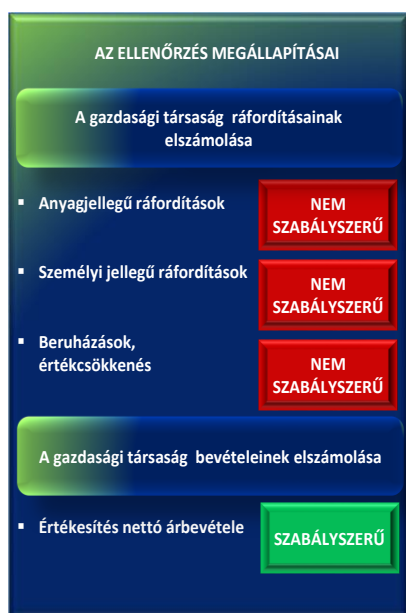 AZ ELLENŐRZÉS MEGÁLLAPÍTÁSAI
A gazdasági társaság ráfordításainak
elszámolása
▪ Anyagjellegű ráfordítások
NEM
SZABÁLYSZERŰ
▪ Személyi jellegű ráfordítások
NEM
SZABÁLYSZERŰ
▪ Beruházások,
értékcsökkenés
NEM
SZABÁLYSZERŰ
A gazdasági társaság bevételeinek elszámolása
▪ Értékesítés nettó árbevétele
SZABÁLYSZERŰ